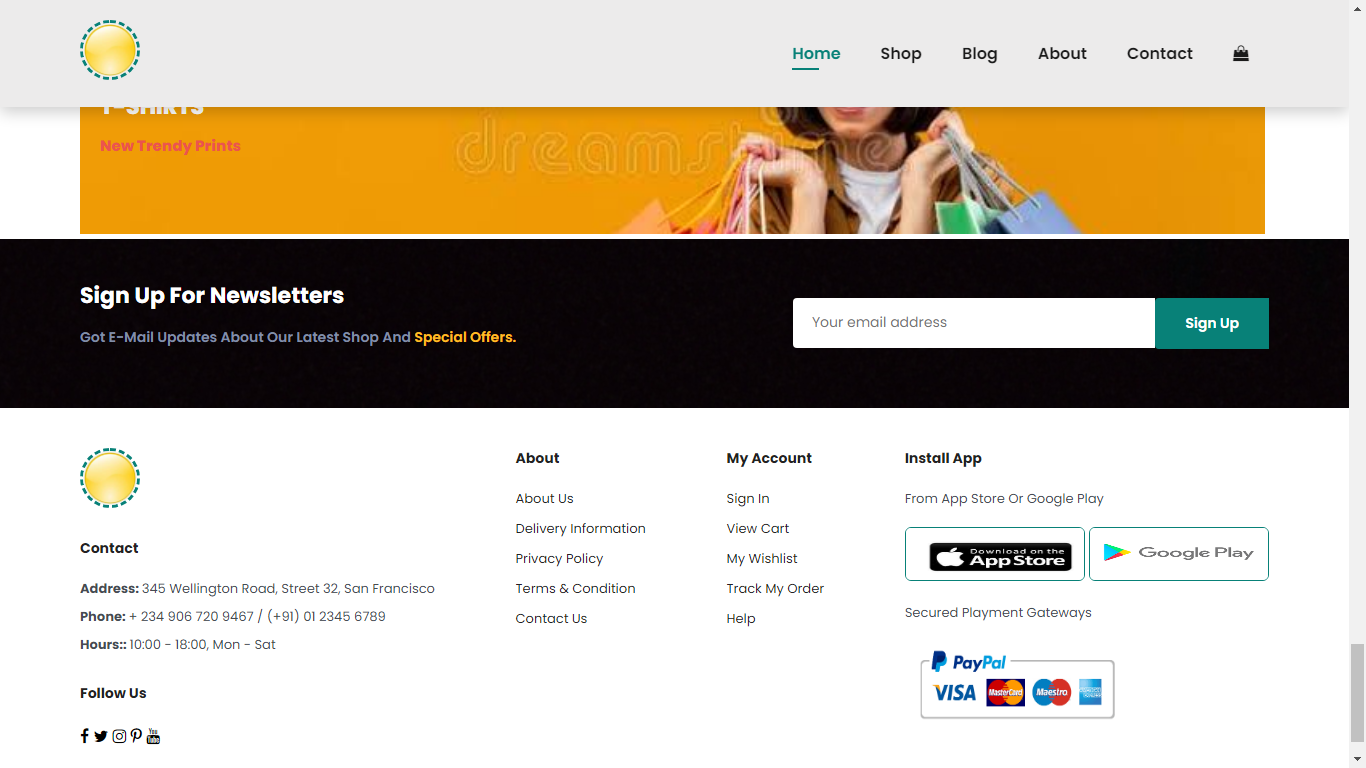 Home Shop Blog About Contact
T-SHIRTS
New Trendy Prints
dreamstime
Sign Up For Newsletters
Got E-Mail Updates About Our Latest Shop And Special Offers.
Your email address
Sign Up
Contact
Address: 345 Wellington Road, Street 32, San Francisco
Phone: + 234 906 720 9467 / (+91) 01 2345 6789
Hours:: 10:00 - 18:00, Mon - Sat
Follow Us
You
Tube
About
About Us
Delivery Information
Privacy Policy
Terms & Condition
Contact Us
My Account
Sign In
View Cart
My Wishlist
Track My Order
Help
Install App
From App Store Or Google Play
Download on the
App Store
Google Play
Secured Playment Gateways
PayPal
VISA MasterCard Maestro